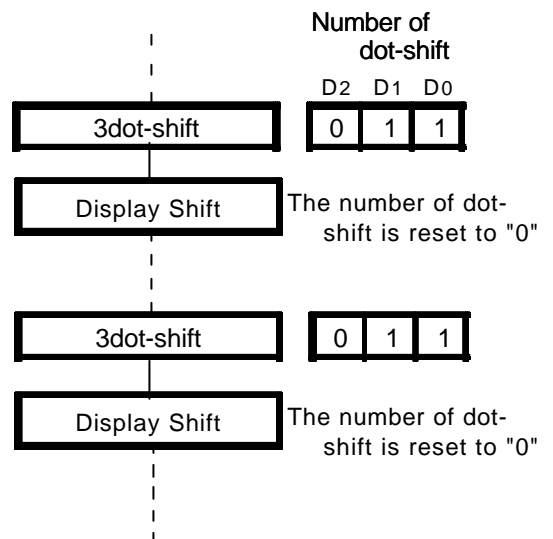 Number of
dot-shift
D2 D1 D0
3dot-shift 0 1 1
Display Shift
The number of dot-
shift is reset to "0"
3dot-shift 0 1 1
Display Shift
The number of dot-
shift is reset to "0"